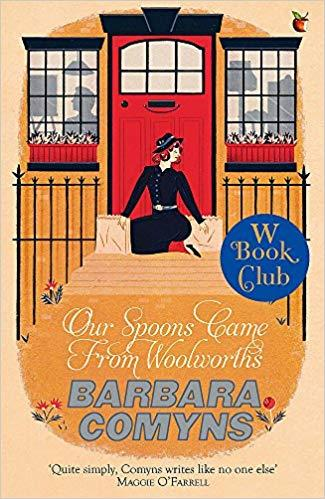 W
Book
Club
Our Spoons Came
From Woolworths
BARBARA
COMYNS
‘Quite simply, Comyns writes like no one else’
MAGGIE O’FARRELL